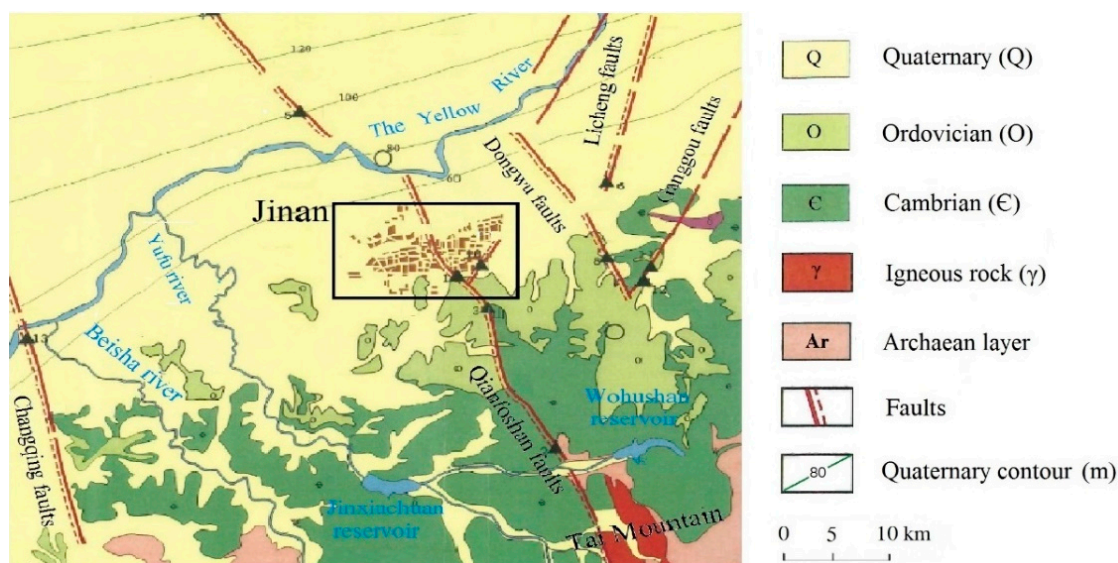 120
100
The Yellow River
80
60
Licheng faults
Dongwu faults
Jinan
Yufu river
Beisha river
13
Changqing faults
Qianfoshan faults
Wohushan
reservoir
Jinxiuchuan
reservoir
Tai Mountain
Q
Quaternary (Q)
O
Ordovician (O)
Є
Cambrian (Є)
γ
Igneous rock (γ)
Ar
Archaean layer
Faults
80
Quaternary contour (m)
0 5 10 km